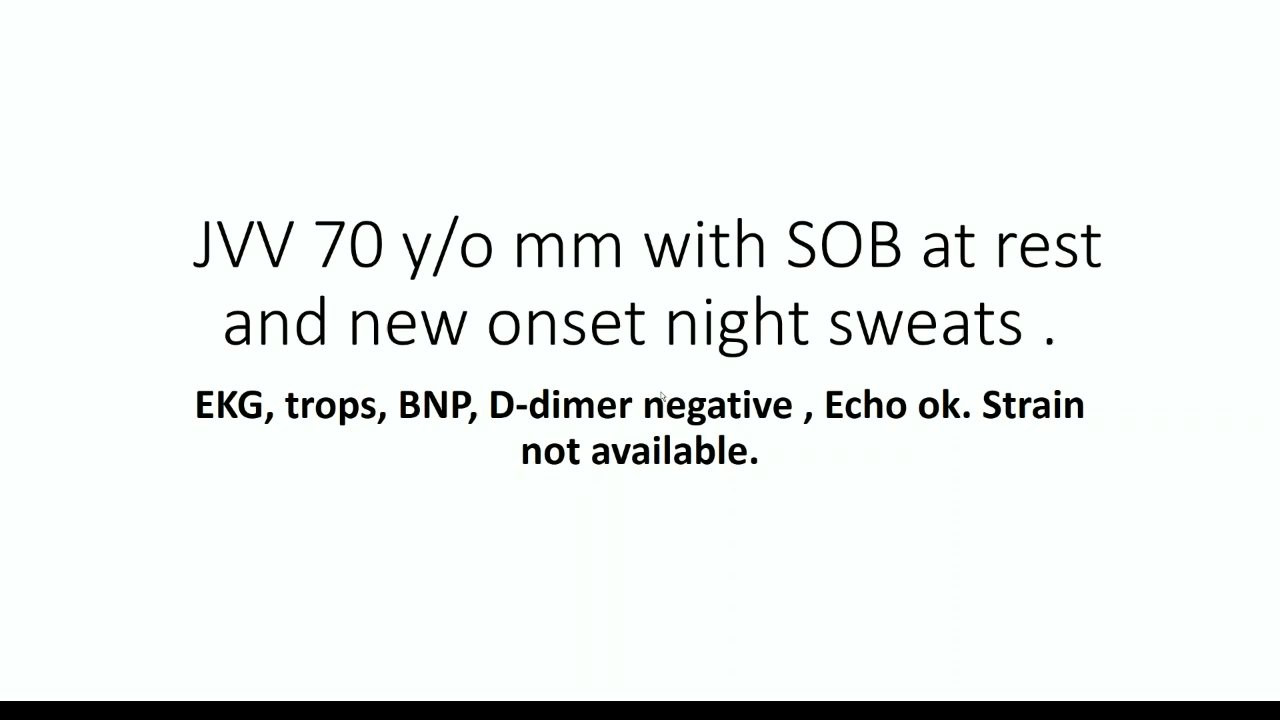 JVV 70 y/o mm with SOB at rest
and new onset night sweats .
EKG, trops, BNP, D-dimer negative , Echo ok. Strain
not available.